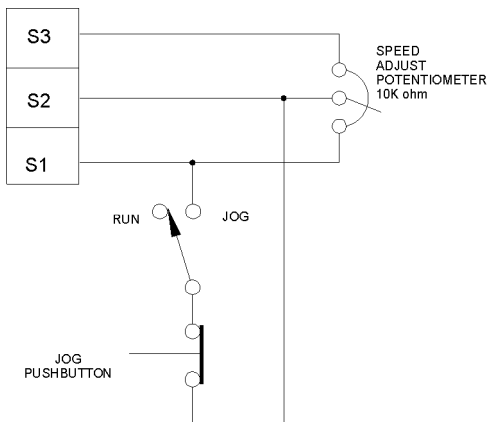 S3
SPEED
ADJUST
POTENTIOMETER
10K ohm
S2
S1
RUN
JOG
JOG
PUSHBUTTON